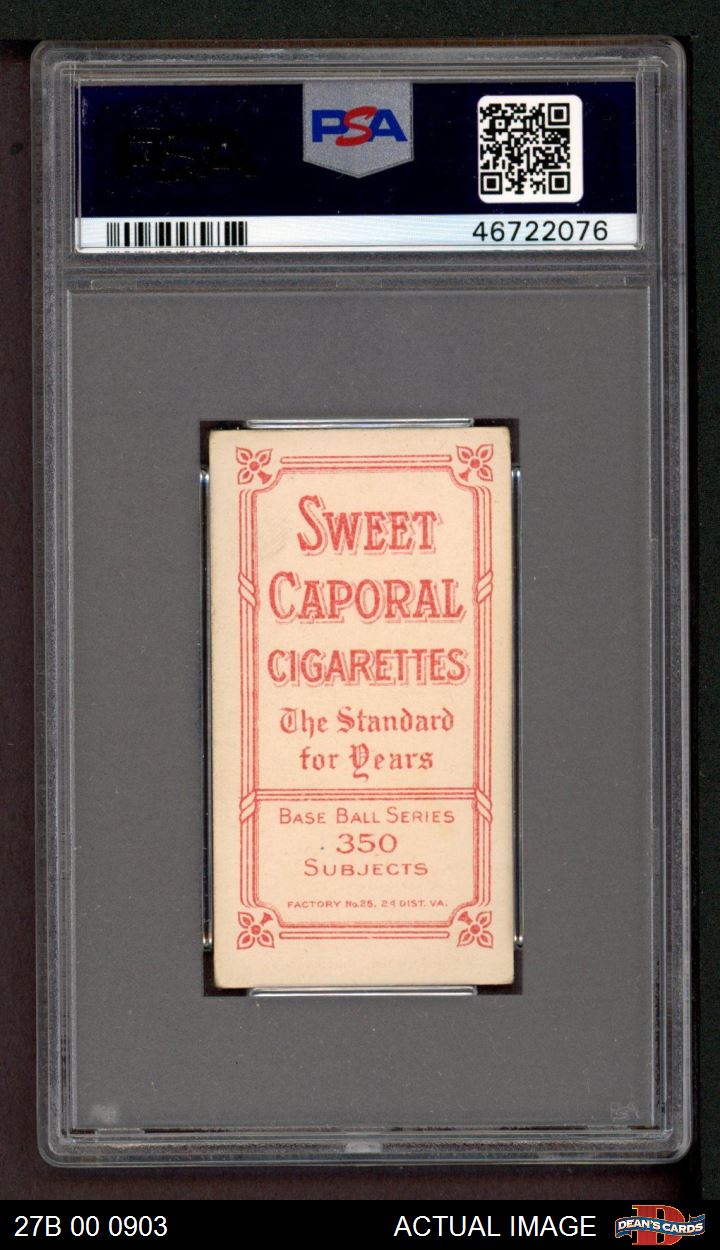 PSA
46722076
SWEET
CAPORAL
CIGARETTES
The Standard
for Years
BASE BALL SERIES
350
SUBJECTS
FACTORY No. 25, 2d DIST. VA.
PSA
27B 00 0903 ACTUAL IMAGE DEAN'S CARDS